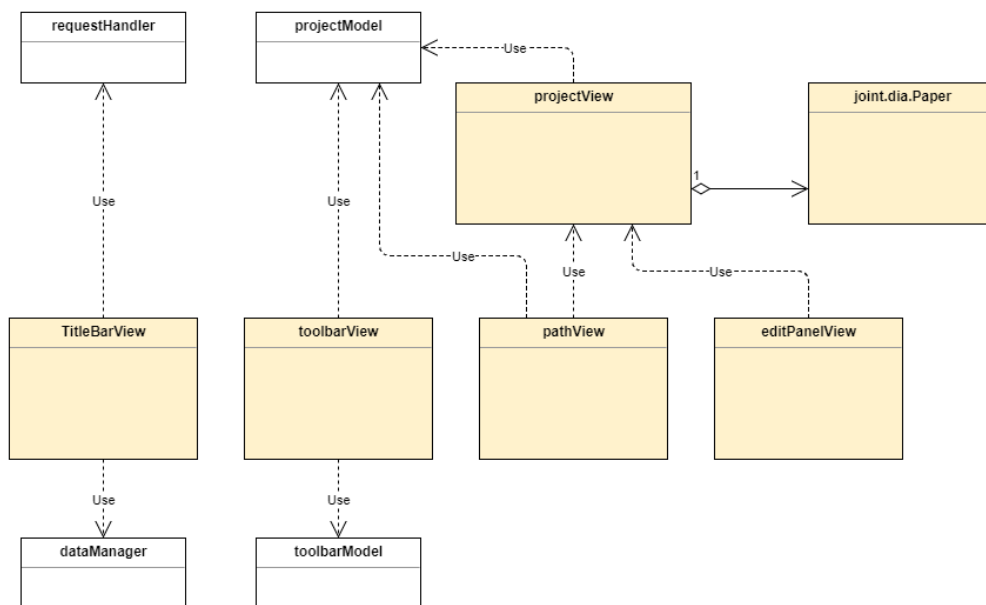 requestHandler
projectModel
Use
projectView
joint.dia.Paper
1
Use
Use
Use
Use
Use
TitleBarView
toolbarView
pathView
editPanelView
Use
Use
dataManager
toolbarModel